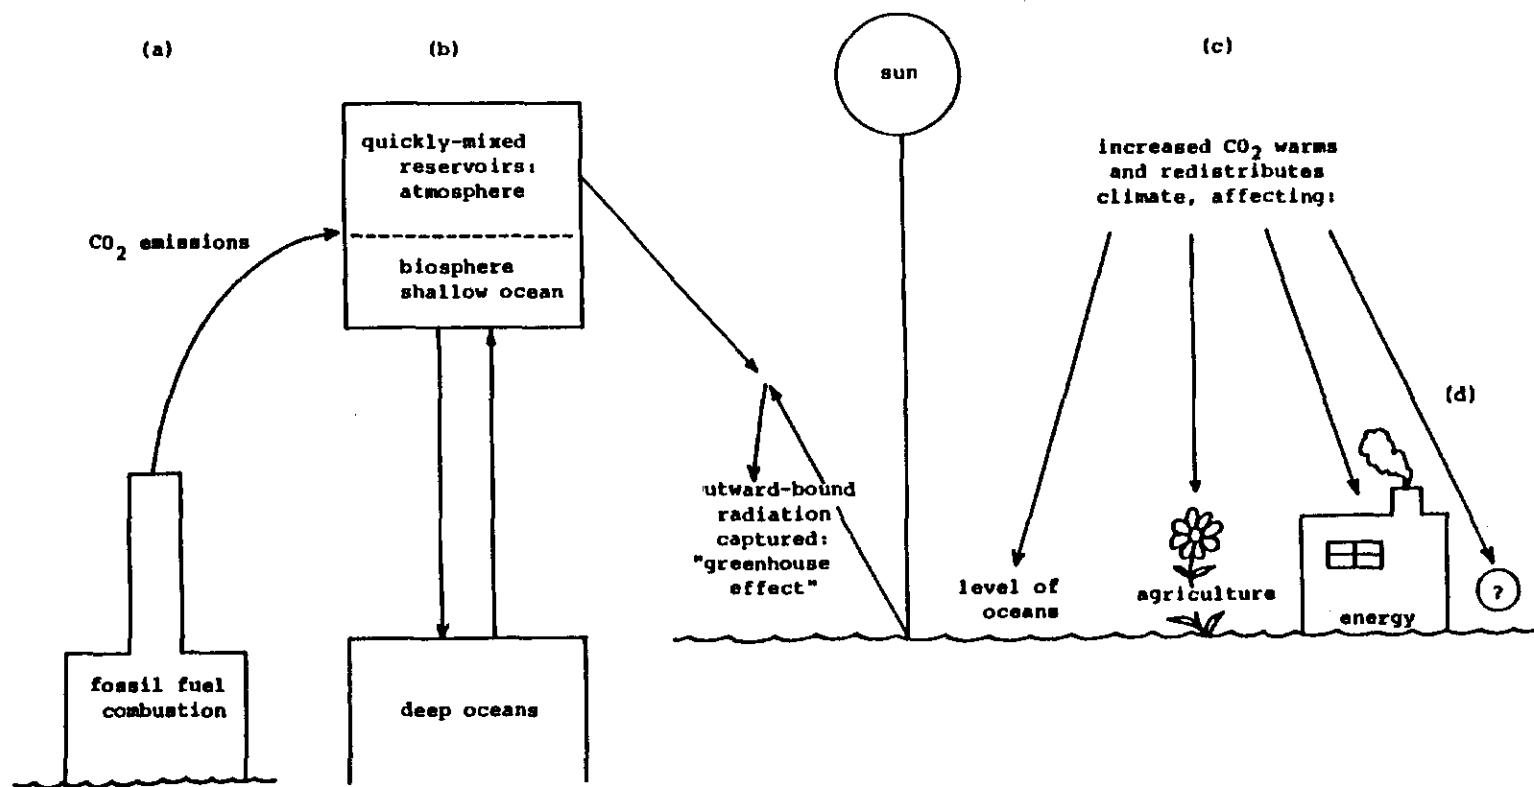 (a)
(b)
(c)
sun
quickly-mixed
reservoirs:
atmosphere
increased CO₂ warms
and redistributes
climate, affecting:
CO₂ emissions
biosphere
shallow ocean
(d)
utward-bound
radiation
captured:
"greenhouse
effect"
level of
oceans
agriculture
?
energy
fossil fuel
combustion
deep oceans